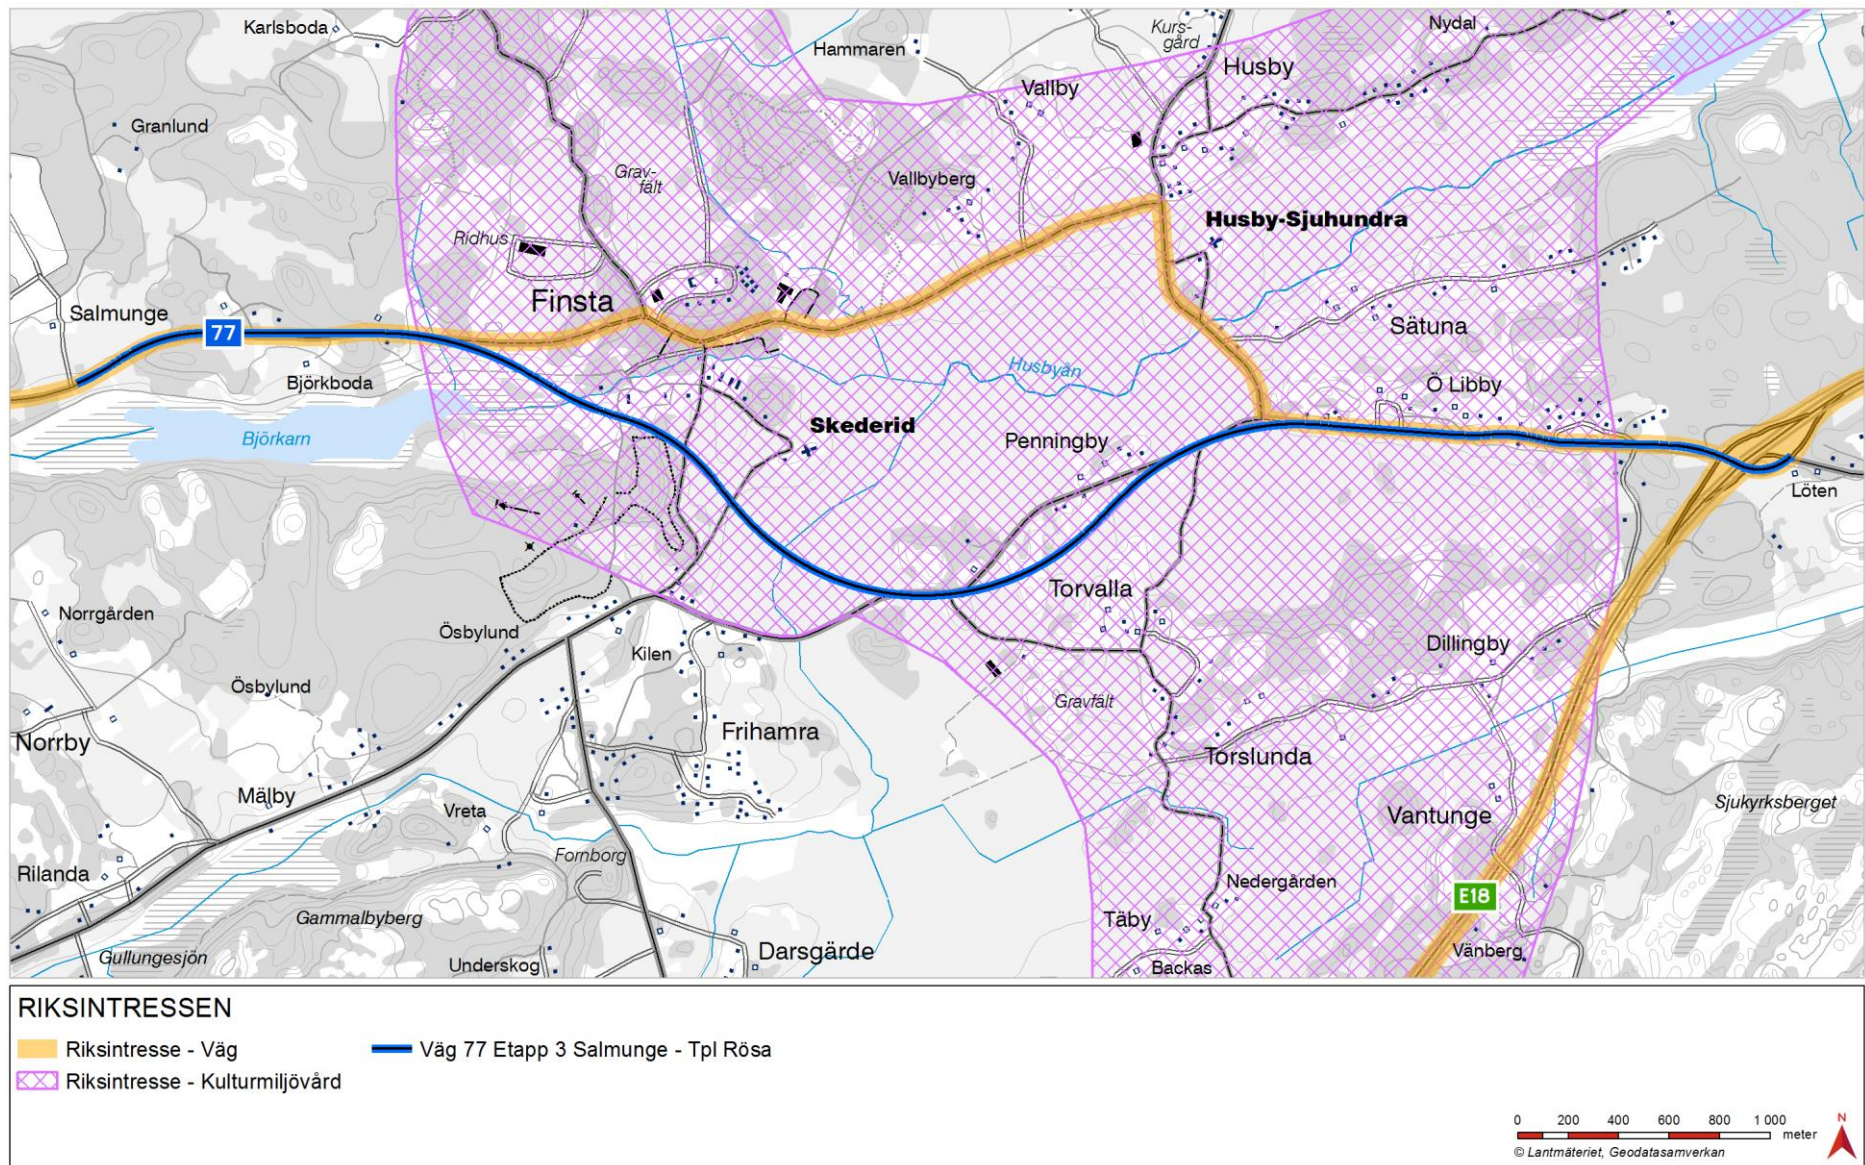 Karlsboda
Hammaren
Kurs-
gård
Nydal
Husby
Vallby
Granlund
Grav-
fält
Vallbyberg
Husby-Sjuhundra
Ridhus
Finsta
Salmunge
77
Sätuna
Björkboda
Husbyån
Ö Libby
Björkarn
Skederid
Penningby
Löten
Norrgården
Torvalla
Ösbylund
Kilen
Dillingby
Ösbylund
Gravfält
Norrby
Frihamra
Torslunda
Mälby
Vreta
Vantunge
Sjukyrksberget
Fornborg
Rilanda
Nedergården
E18
Gammalbyberg
Täby
Gullungesjön
Underskog
Darsgärde
Backas
Vänberg
RIKSINTRESSEN
Riksintresse - Väg
Väg 77 Etapp 3 Salmunge - Tpl Rösa
Riksintresse - Kulturmiljövård
0 200 400 600 800 1 000
meter
N
© Lantmäteriet, Geodatasamverkan